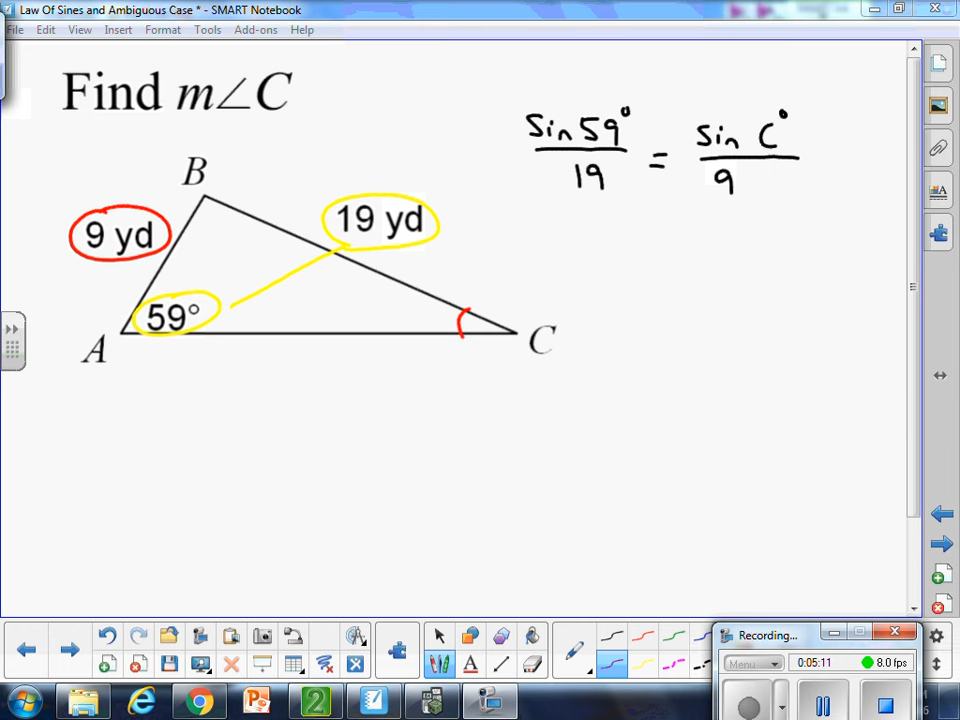 Law Of Sines and Ambiguous Case * - SMART Notebook
File Edit View Insert Format Tools Add-ons Help
Find m∠C
sin 59° / 19 = sin C° / 9
B
9 yd
19 yd
59°
A
C
Recording...
Menu
0:05:11
8.0 fps